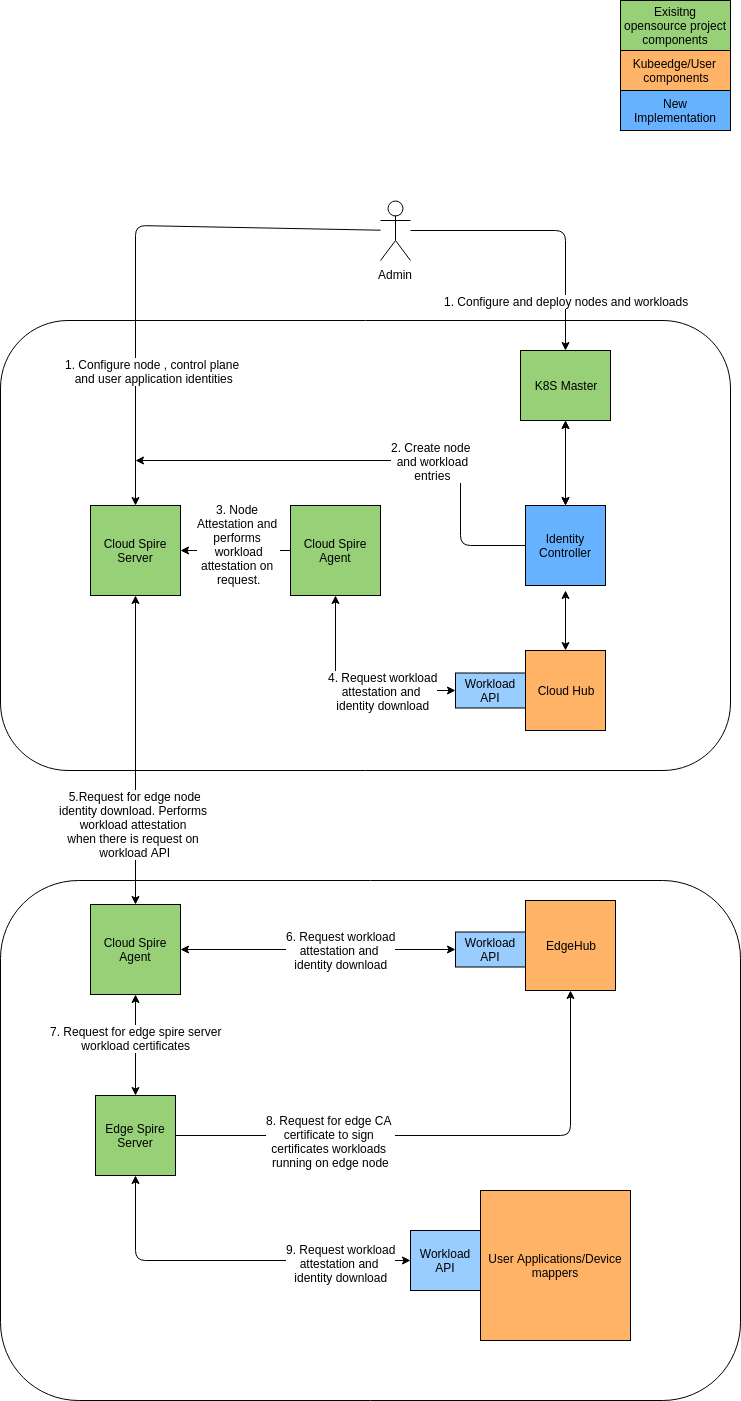 Exisitng
opensource project
components
Kubeedge/User
components
New
Implementation
Admin
1. Configure and deploy nodes and workloads
1. Configure node , control plane
and user application identities
K8S Master
2. Create node
and workload
entries
3. Node
Attestation and
performs
workload
attestation on
request.
Cloud Spire
Server
Cloud Spire
Agent
Identity
Controller
4. Request workload
attestation and
identity download
Workload
API
Cloud Hub
5.Request for edge node
identity download. Performs
workload attestation
when there is request on
workload API
Cloud Spire
Agent
6. Request workload
attestation and
identity download
Workload
API
EdgeHub
7. Request for edge spire server
workload certificates
Edge Spire
Server
8. Request for edge CA
certificate to sign
certificates workloads
running on edge node
9. Request workload
attestation and
identity download
Workload
API
User Applications/Device
mappers